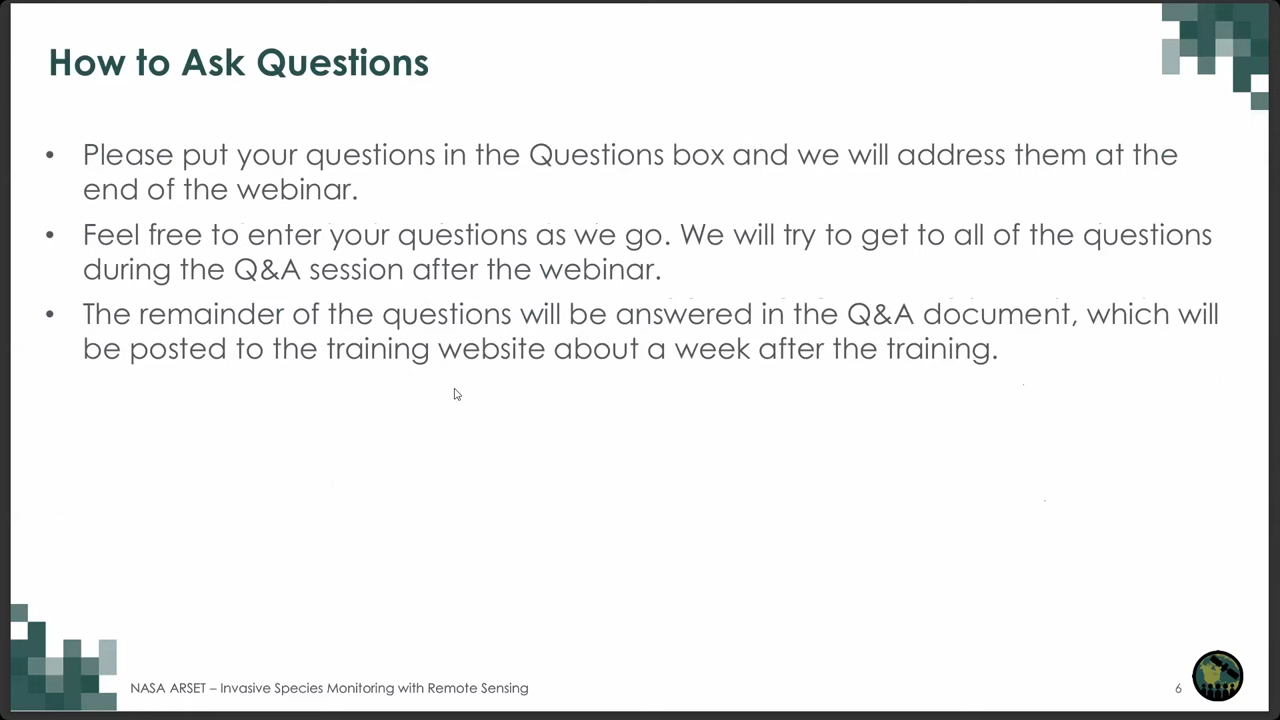 How to Ask Questions
• Please put your questions in the Questions box and we will address them at the
end of the webinar.
• Feel free to enter your questions as we go. We will try to get to all of the questions
during the Q&A session after the webinar.
• The remainder of the questions will be answered in the Q&A document, which will
be posted to the training website about a week after the training.
NASA ARSET – Invasive Species Monitoring with Remote Sensing
6